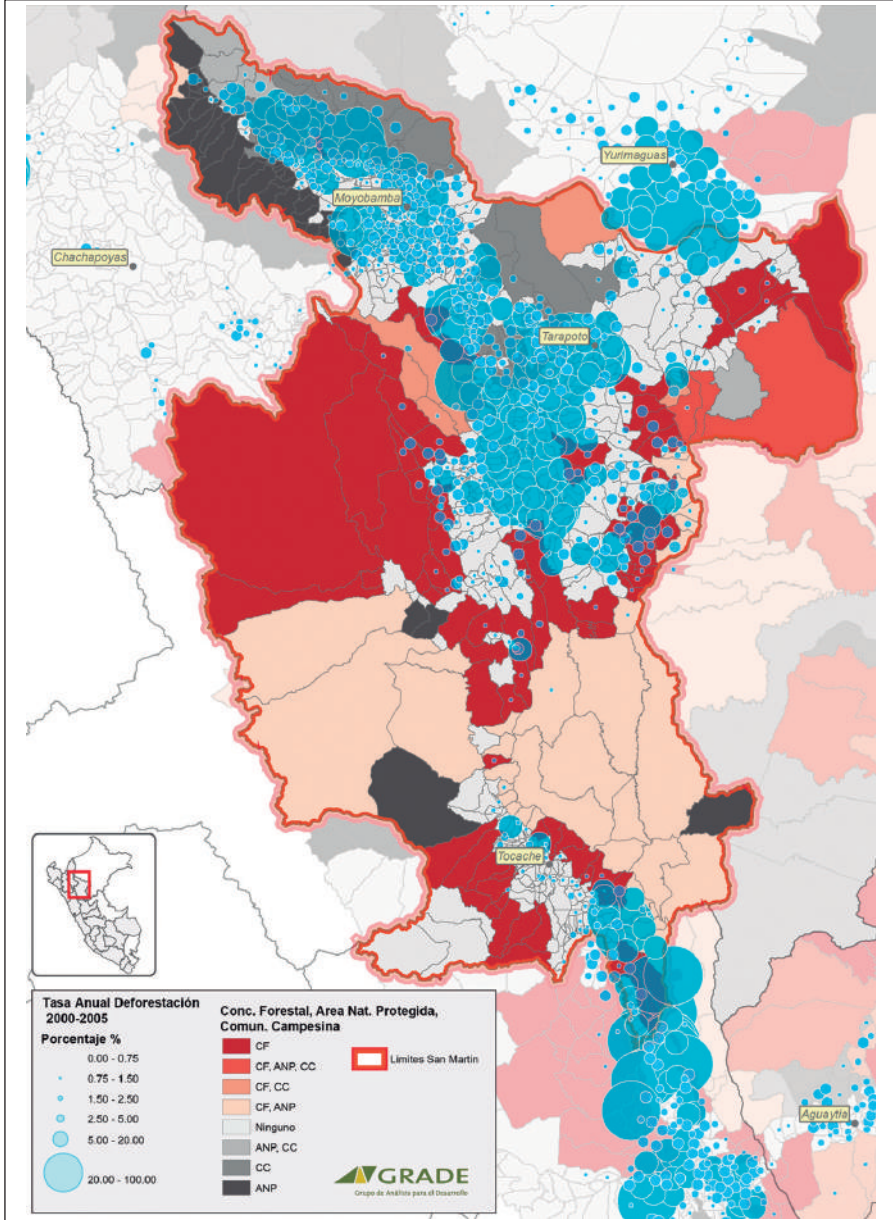 Yurimaguas
Moyobamba
Chachapoyas
Tarapoto
Tocache
Aguaytía
Tasa Anual Deforestación
2000-2005
Porcentaje %
0.00 - 0.75
0.75 - 1.50
1.50 - 2.50
2.50 - 5.00
5.00 - 20.00
20.00 - 100.00
Conc. Forestal, Area Nat. Protegida,
Comun. Campesina
CF
CF, ANP, CC
CF, CC
CF, ANP
Ninguno
ANP, CC
CC
ANP
Límites San Martín
GRADE
Grupo de Análisis para el Desarrollo